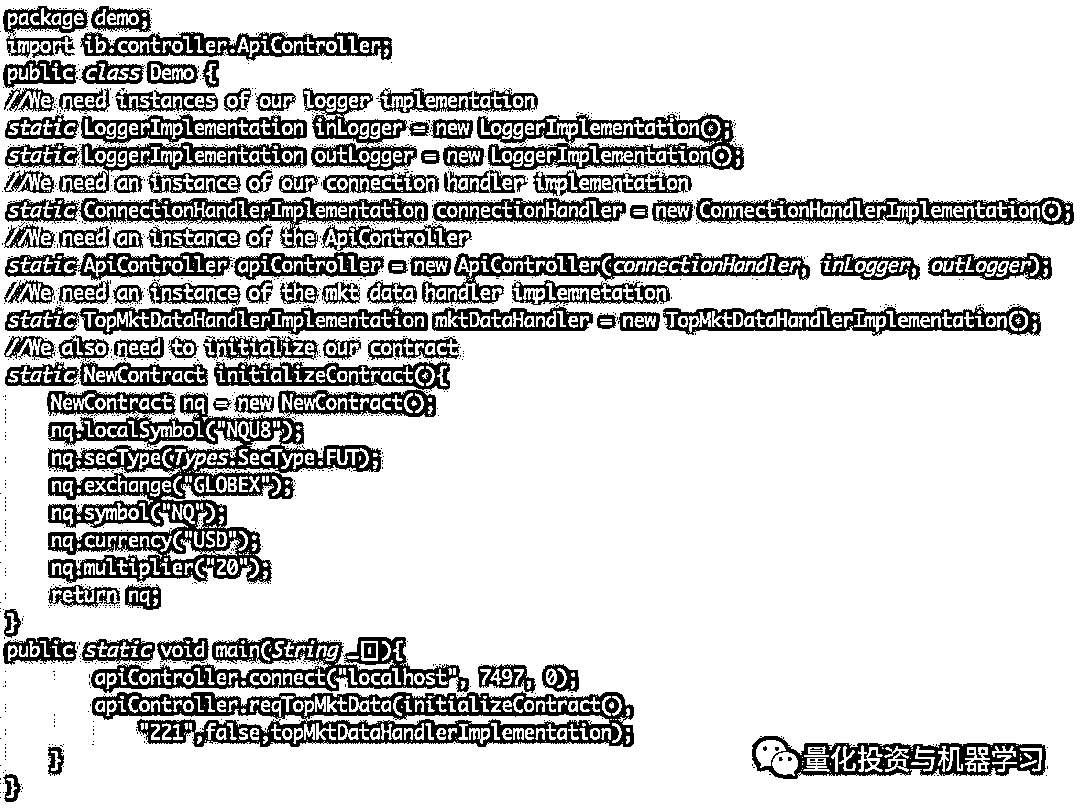 package demo;
import ib.controller.ApiController;
public class Demo {
//We need instances of our logger implementation
static LoggerImplementation inLogger = new LoggerImplementation();
static LoggerImplementation outLogger = new LoggerImplementation();
//We need an instance of our connection handler implementation
static ConnectionHandlerImplementation connectionHandler = new ConnectionHandlerImplementation();
//We need an instance of the ApiController
static ApiController apiController = new ApiController(connectionHandler, inLogger, outLogger);
//We need an instance of the mkt data handler implemnetation
static TopMktDataHandlerImplementation mktDataHandler = new TopMktDataHandlerImplementation();
//We also need to initialize our contract
static NewContract initializeContract(){
    NewContract nq = new NewContract();
    nq.localSymbol("NQU8");
    nq.secType(Types.SecType.FUT);
    nq.exchange("GLOBEX");
    nq.symbol("NQ");
    nq.currency("USD");
    nq.multiplier("20");
    return nq;
}
public static void main(String _[]){
        apiController.connect("localhost", 7497, 0);
        apiController.reqTopMktData(initializeContract(),
            "221",false,topMktDataHandlerImplementation);
    }
}
量化投资与机器学习